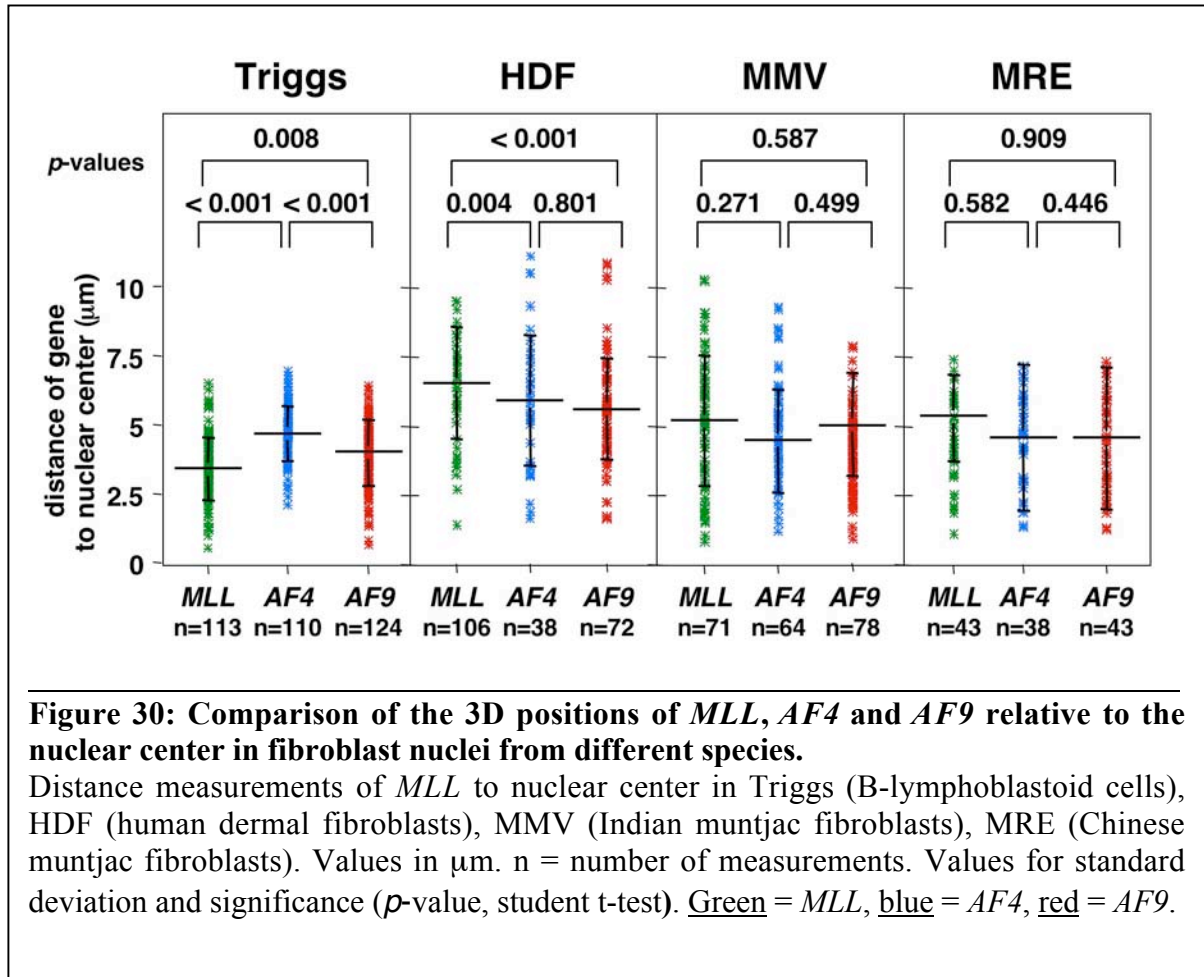 Triggs HDF MMV MRE
p-values 0.008 < 0.001 0.587 0.909
< 0.001 < 0.001 0.004 0.801 0.271 0.499 0.582 0.446
distance of gene
to nuclear center (μm)
10
7.5
5
2.5
0
MLL AF4 AF9 MLL AF4 AF9 MLL AF4 AF9 MLL AF4 AF9
n=113 n=110 n=124 n=106 n=38 n=72 n=71 n=64 n=78 n=43 n=38 n=43
Figure 30: Comparison of the 3D positions of MLL, AF4 and AF9 relative to the
nuclear center in fibroblast nuclei from different species.
Distance measurements of MLL to nuclear center in Triggs (B-lymphoblastoid cells),
HDF (human dermal fibroblasts), MMV (Indian muntjac fibroblasts), MRE (Chinese
muntjac fibroblasts). Values in μm. n = number of measurements. Values for standard
deviation and significance (p-value, student t-test). Green = MLL, blue = AF4, red = AF9.